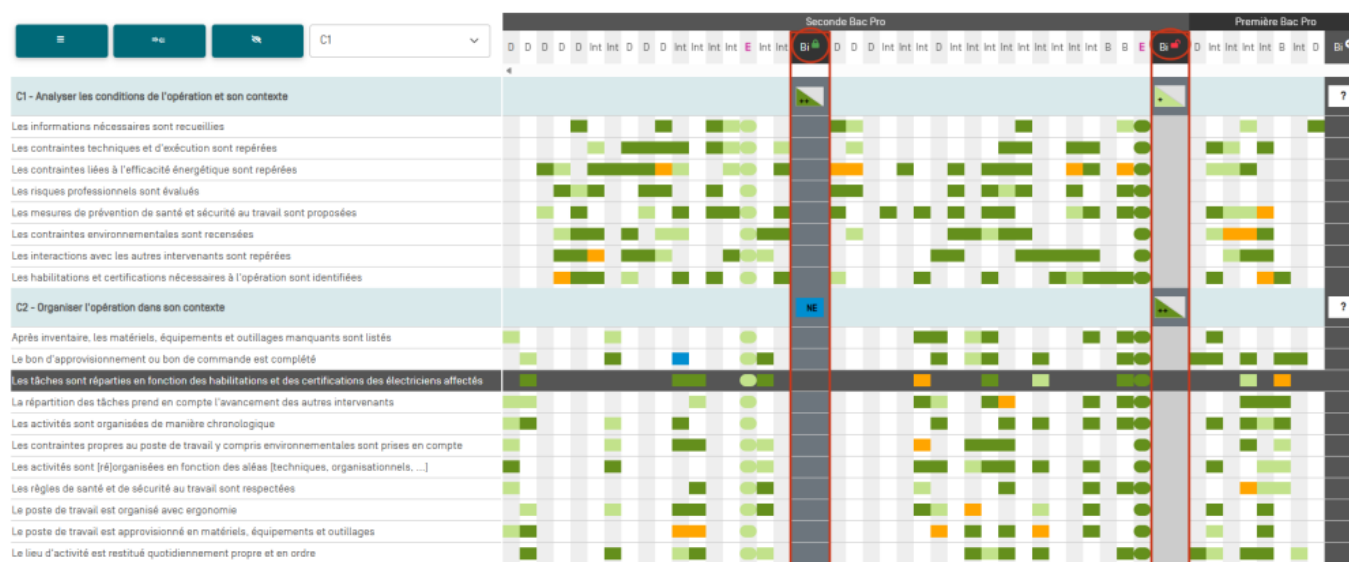 Seconde Bac Pro Première Bac Pro
C1
D D D D D Int Int D D D Int Int Int Int E Int Int Bi D D D Int Int Int D Int Int Int Int Int Int Int Int Int B B E Bi D Int Int Int Int B Int D Bi
C1 - Analyser les conditions de l'opération et son contexte ++ + ?
Les informations nécessaires sont recueillies
Les contraintes techniques et d'exécution sont repérées
Les contraintes liées à l'efficacité énergétique sont repérées
Les risques professionnels sont évalués
Les mesures de prévention de santé et sécurité au travail sont proposées
Les contraintes environnementales sont recensées
Les interactions avec les autres intervenants sont repérées
Les habilitations et certifications nécessaires à l'opération sont identifiées
C2 - Organiser l'opération dans son contexte NE ++ ?
Après inventaire, les matériels, équipements et outillages manquants sont listés
Le bon d'approvisionnement ou bon de commande est complété
Les tâches sont réparties en fonction des habilitations et des certifications des électriciens affectés
La répartition des tâches prend en compte l'avancement des autres intervenants
Les activités sont organisées de manière chronologique
Les contraintes propres au poste de travail y compris environnementales sont prises en compte
Les activités sont [ré]organisées en fonction des aléas [techniques, organisationnels, ...]
Les règles de santé et de sécurité au travail sont respectées
Le poste de travail est organisé avec ergonomie
Le poste de travail est approvisionné en matériels, équipements et outillages
Le lieu d'activité est restitué quotidiennement propre et en ordre